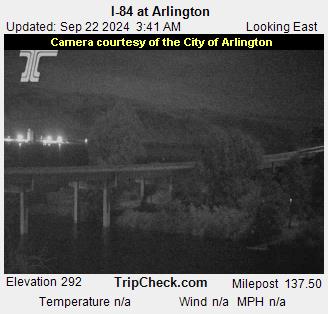 I-84 at Arlington
Updated: Sep 22 2024 3:41 AM Looking East
Camera courtesy of the City of Arlington
Elevation 292 TripCheck.com Milepost 137.50
Temperature n/a Wind n/a MPH n/a